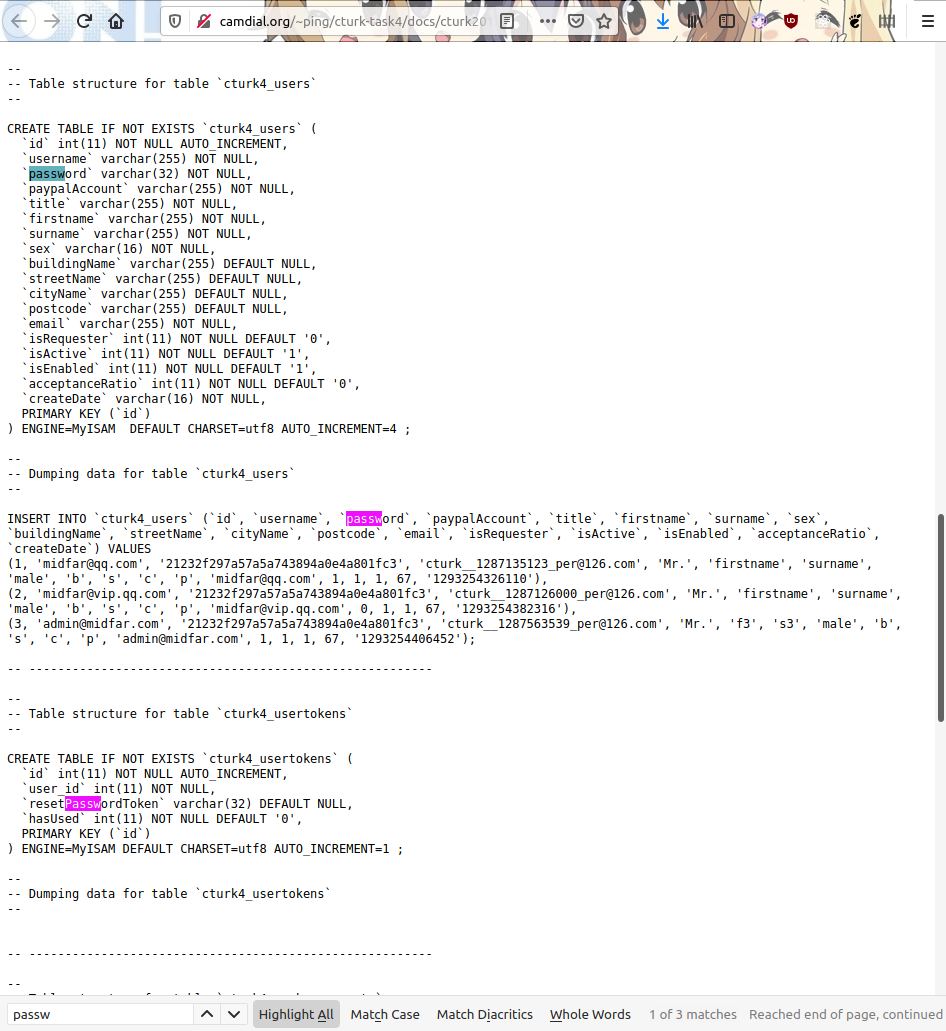 camdial.org/~ping/cturk-task4/docs/cturk20
--
-- Table structure for table `cturk4_users`
--
CREATE TABLE IF NOT EXISTS `cturk4_users` (
`id` int(11) NOT NULL AUTO_INCREMENT,
`username` varchar(255) NOT NULL,
`password` varchar(32) NOT NULL,
`paypalAccount` varchar(255) NOT NULL,
`title` varchar(255) NOT NULL,
`firstname` varchar(255) NOT NULL,
`surname` varchar(255) NOT NULL,
`sex` varchar(16) NOT NULL,
`buildingName` varchar(255) DEFAULT NULL,
`streetName` varchar(255) DEFAULT NULL,
`cityName` varchar(255) DEFAULT NULL,
`postcode` varchar(255) DEFAULT NULL,
`email` varchar(255) NOT NULL,
`isRequester` int(11) NOT NULL DEFAULT '0',
`isActive` int(11) NOT NULL DEFAULT '1',
`isEnabled` int(11) NOT NULL DEFAULT '1',
`acceptanceRatio` int(11) NOT NULL DEFAULT '0',
`createDate` varchar(16) NOT NULL,
PRIMARY KEY (`id`)
) ENGINE=MyISAM  DEFAULT CHARSET=utf8 AUTO_INCREMENT=4 ;
--
-- Dumping data for table `cturk4_users`
--
INSERT INTO `cturk4_users` (`id`, `username`, `password`, `paypalAccount`, `title`, `firstname`, `surname`, `sex`,
`buildingName`, `streetName`, `cityName`, `postcode`, `email`, `isRequester`, `isActive`, `isEnabled`, `acceptanceRatio`,
`createDate`) VALUES
(1, 'midfar@qq.com', '21232f297a57a5a743894a0e4a801fc3', 'cturk__1287135123_per@126.com', 'Mr.', 'firstname', 'surname',
'male', 'b', 's', 'c', 'p', 'midfar@qq.com', 1, 1, 1, 67, '1293254326110'),
(2, 'midfar@vip.qq.com', '21232f297a57a5a743894a0e4a801fc3', 'cturk__1287126000_per@126.com', 'Mr.', 'firstname', 'surname',
'male', 'b', 's', 'c', 'p', 'midfar@vip.qq.com', 0, 1, 1, 67, '1293254382316'),
(3, 'admin@midfar.com', '21232f297a57a5a743894a0e4a801fc3', 'cturk__1287563539_per@126.com', 'Mr.', 'f3', 's3', 'male', 'b',
's', 'c', 'p', 'admin@midfar.com', 1, 1, 1, 67, '1293254406452');
-- --------------------------------------------------------
--
-- Table structure for table `cturk4_usertokens`
--
CREATE TABLE IF NOT EXISTS `cturk4_usertokens` (
`id` int(11) NOT NULL AUTO_INCREMENT,
`user_id` int(11) NOT NULL,
`resetPasswordToken` varchar(32) DEFAULT NULL,
`hasUsed` int(11) NOT NULL DEFAULT '0',
PRIMARY KEY (`id`)
) ENGINE=MyISAM DEFAULT CHARSET=utf8 AUTO_INCREMENT=1 ;
--
-- Dumping data for table `cturk4_usertokens`
--
-- --------------------------------------------------------
--
passw Highlight All Match Case Match Diacritics Whole Words 1 of 3 matches Reached end of page, continued